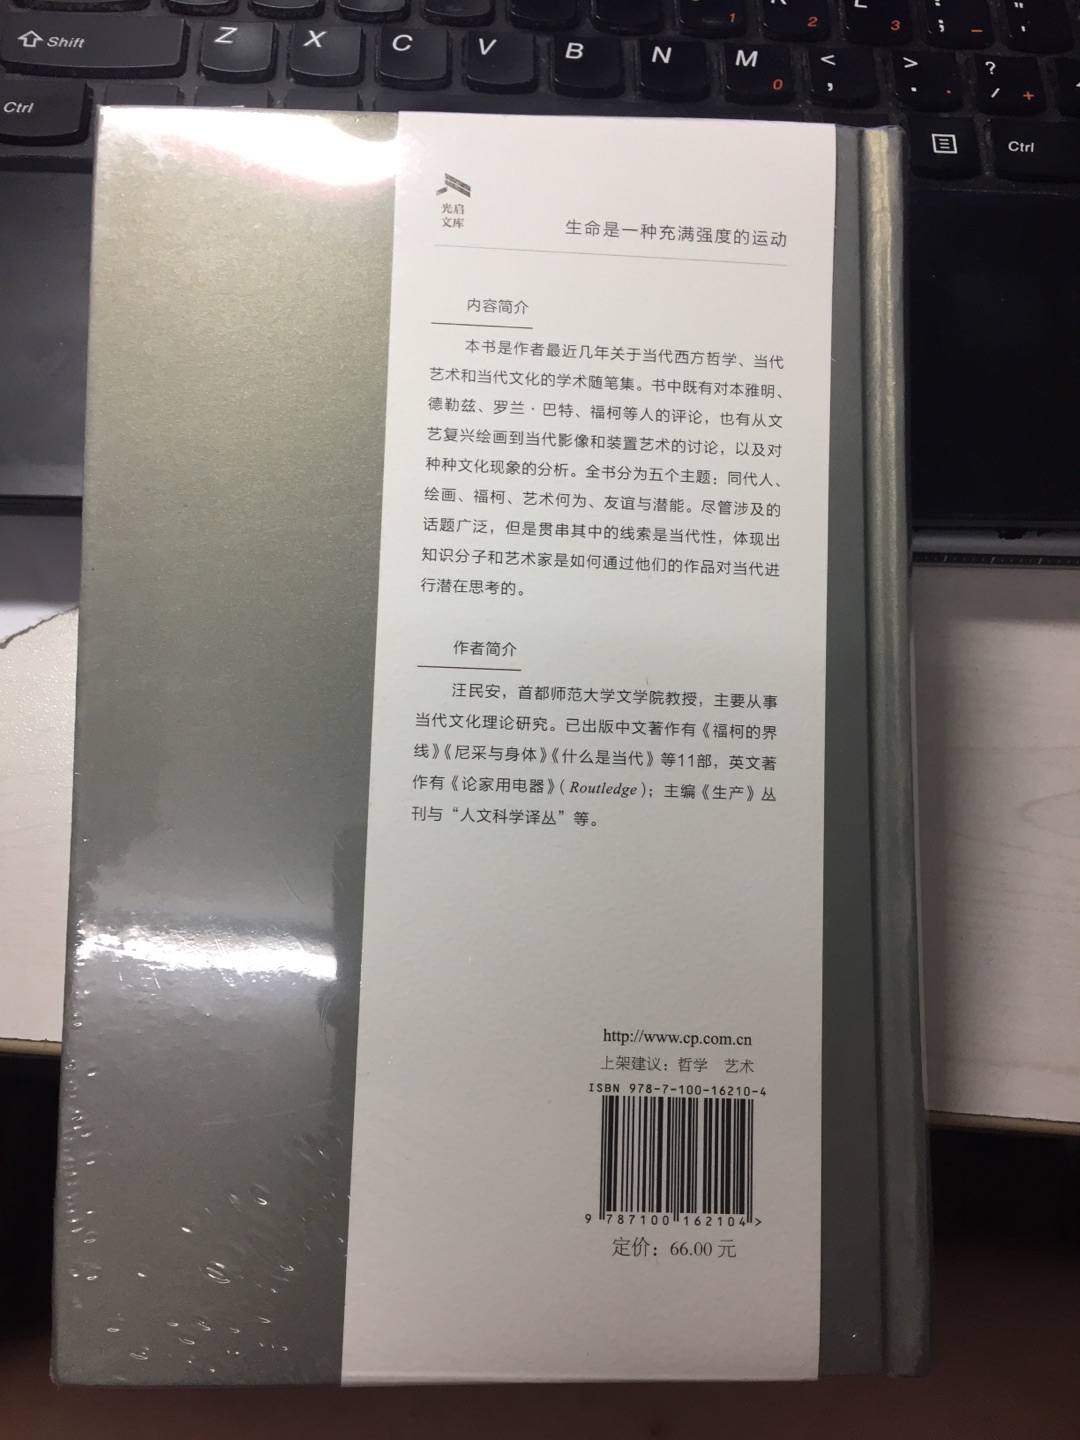 Shift
Z
X
C
V
B
N
M
0
1
2
L
3
;
<
,
>
.
?
/
+
Ctrl
Ctrl
光启
文库
生命是一种充满强度的运动
内容简介
本书是作者最近几年关于当代西方哲学、当代
艺术和当代文化的学术随笔集。书中既有对本雅明、
德勒兹、罗兰·巴特、福柯等人的评论，也有从文
艺复兴绘画到当代影像和装置艺术的讨论，以及对
种种文化现象的分析。全书分为五个主题：同代人、
绘画、福柯、艺术何为、友谊与潜能。尽管涉及的
话题广泛，但是贯串其中的线索是当代性，体现出
知识分子和艺术家是如何通过他们的作品对当代进
行潜在思考的。
作者简介
汪民安，首都师范大学文学院教授，主要从事
当代文化理论研究。已出版中文著作有《福柯的界
线》《尼采与身体》《什么是当代》等11部，英文著
作有《论家用电器》（Routledge）；主编《生产》丛
刊与“人文科学译丛”等。
http://www.cp.com.cn
上架建议：哲学 艺术
ISBN 978-7-100-16210-4
9 787100 162104 >
定价：66.00 元